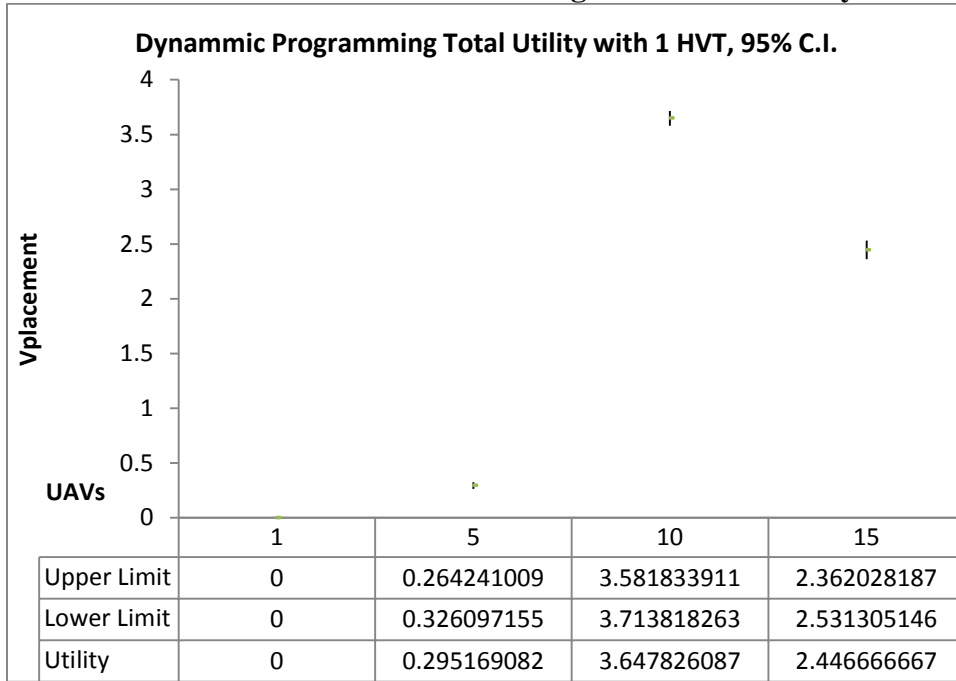 Dynammic Programming Total Utility with 1 HVT, 95% C.I.
4
3.5
3
2.5
2
1.5
1
0.5
0
Vplacement
UAVs
1 5 10 15
Upper Limit 0 0.264241009 3.581833911 2.362028187
Lower Limit 0 0.326097155 3.713818263 2.531305146
Utility 0 0.295169082 3.647826087 2.446666667